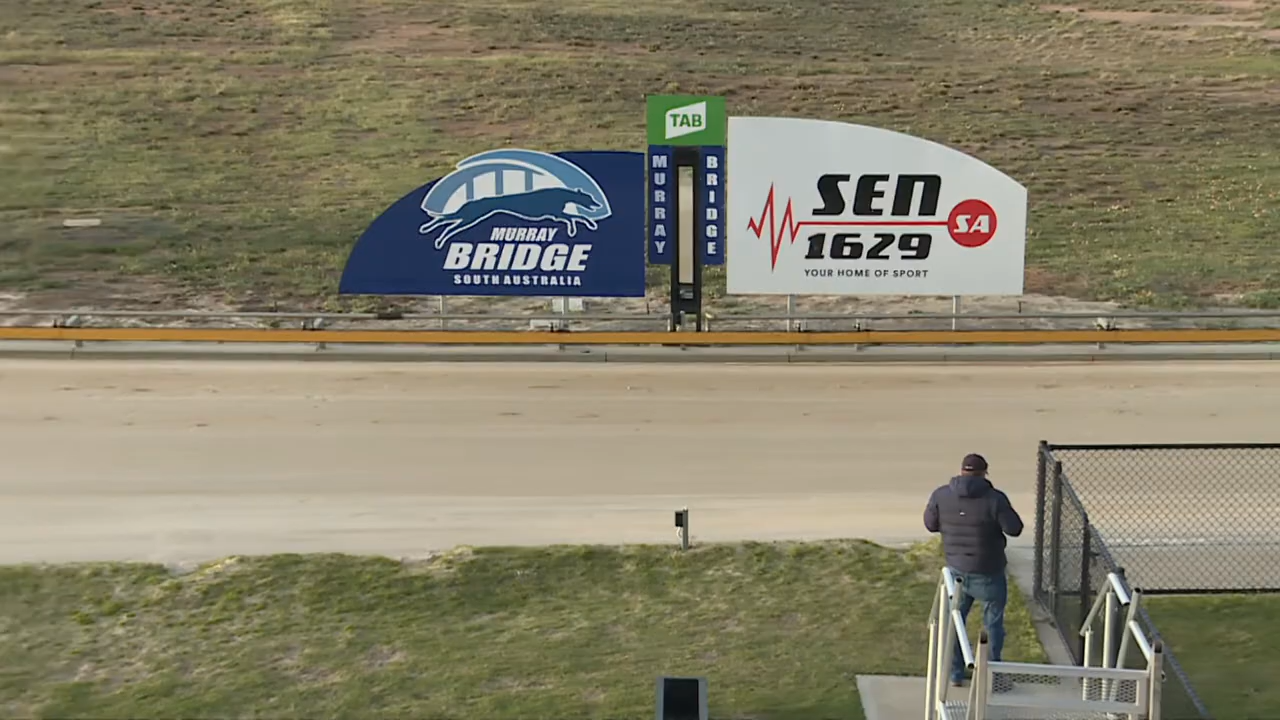 TAB
MURRAY
BRIDGE
MURRAY
BRIDGE
SOUTH AUSTRALIA
SEN
SA
1629
YOUR HOME OF SPORT